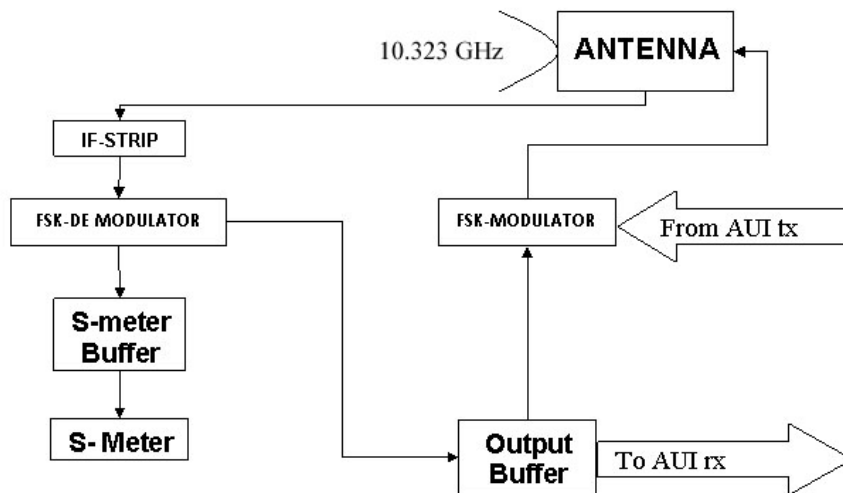 10.323 GHz
ANTENNA
IF-STRIP
FSK-DE MODULATOR
FSK-MODULATOR
From AUI tx
S-meter
Buffer
S- Meter
Output
Buffer
To AUI rx